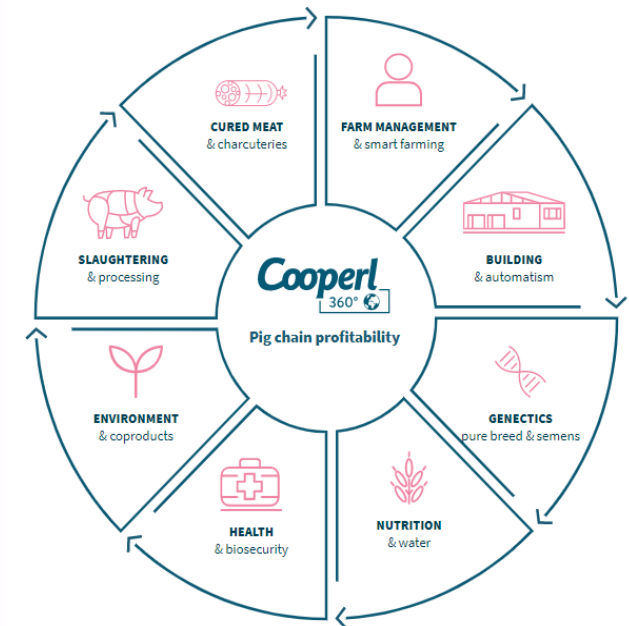 CURED MEAT
& charcuteries
FARM MANAGEMENT
& smart farming
SLAUGHTERING
& processing
BUILDING
& automatism
Cooperl
360°
Pig chain profitability
ENVIRONMENT
& coproducts
GENECTICS
pure breed & semens
HEALTH
& biosecurity
NUTRITION
& water